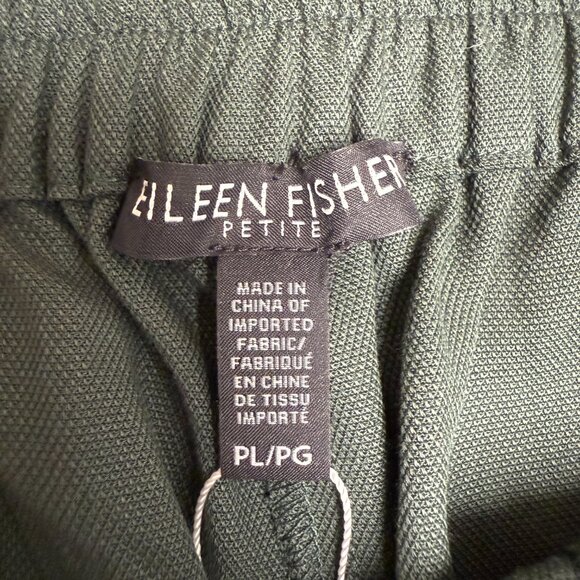 EILEEN FISHER
PETITE
MADE IN
CHINA OF
IMPORTED
FABRIC/
FABRIQUÉ
EN CHINE
DE TISSU
IMPORTÉ
PL/PG